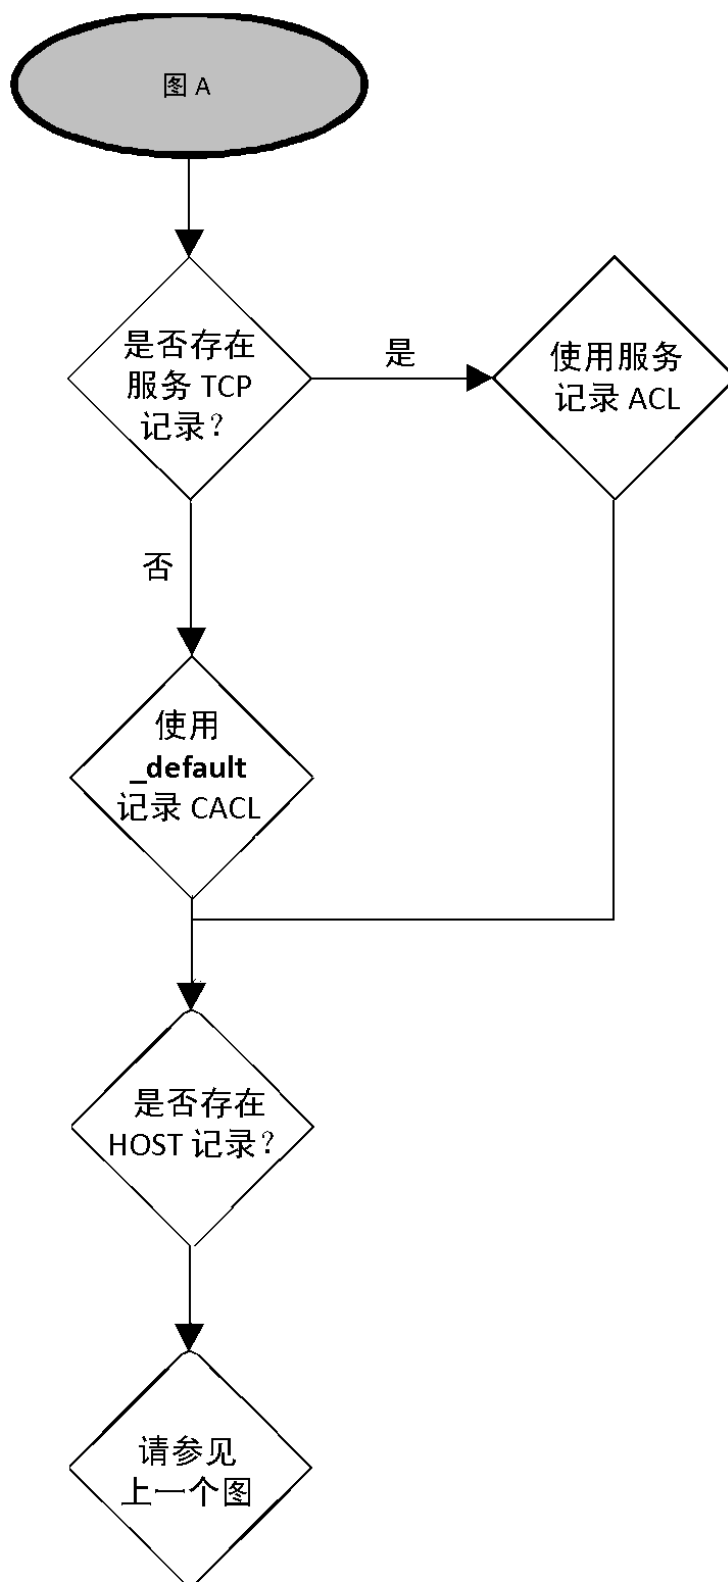 图 A
是否存在
服务 TCP
记录？
是
使用服务
记录 ACL
否
使用
_default
记录 CACL
是否存在
HOST 记录？
请参见
上一个图